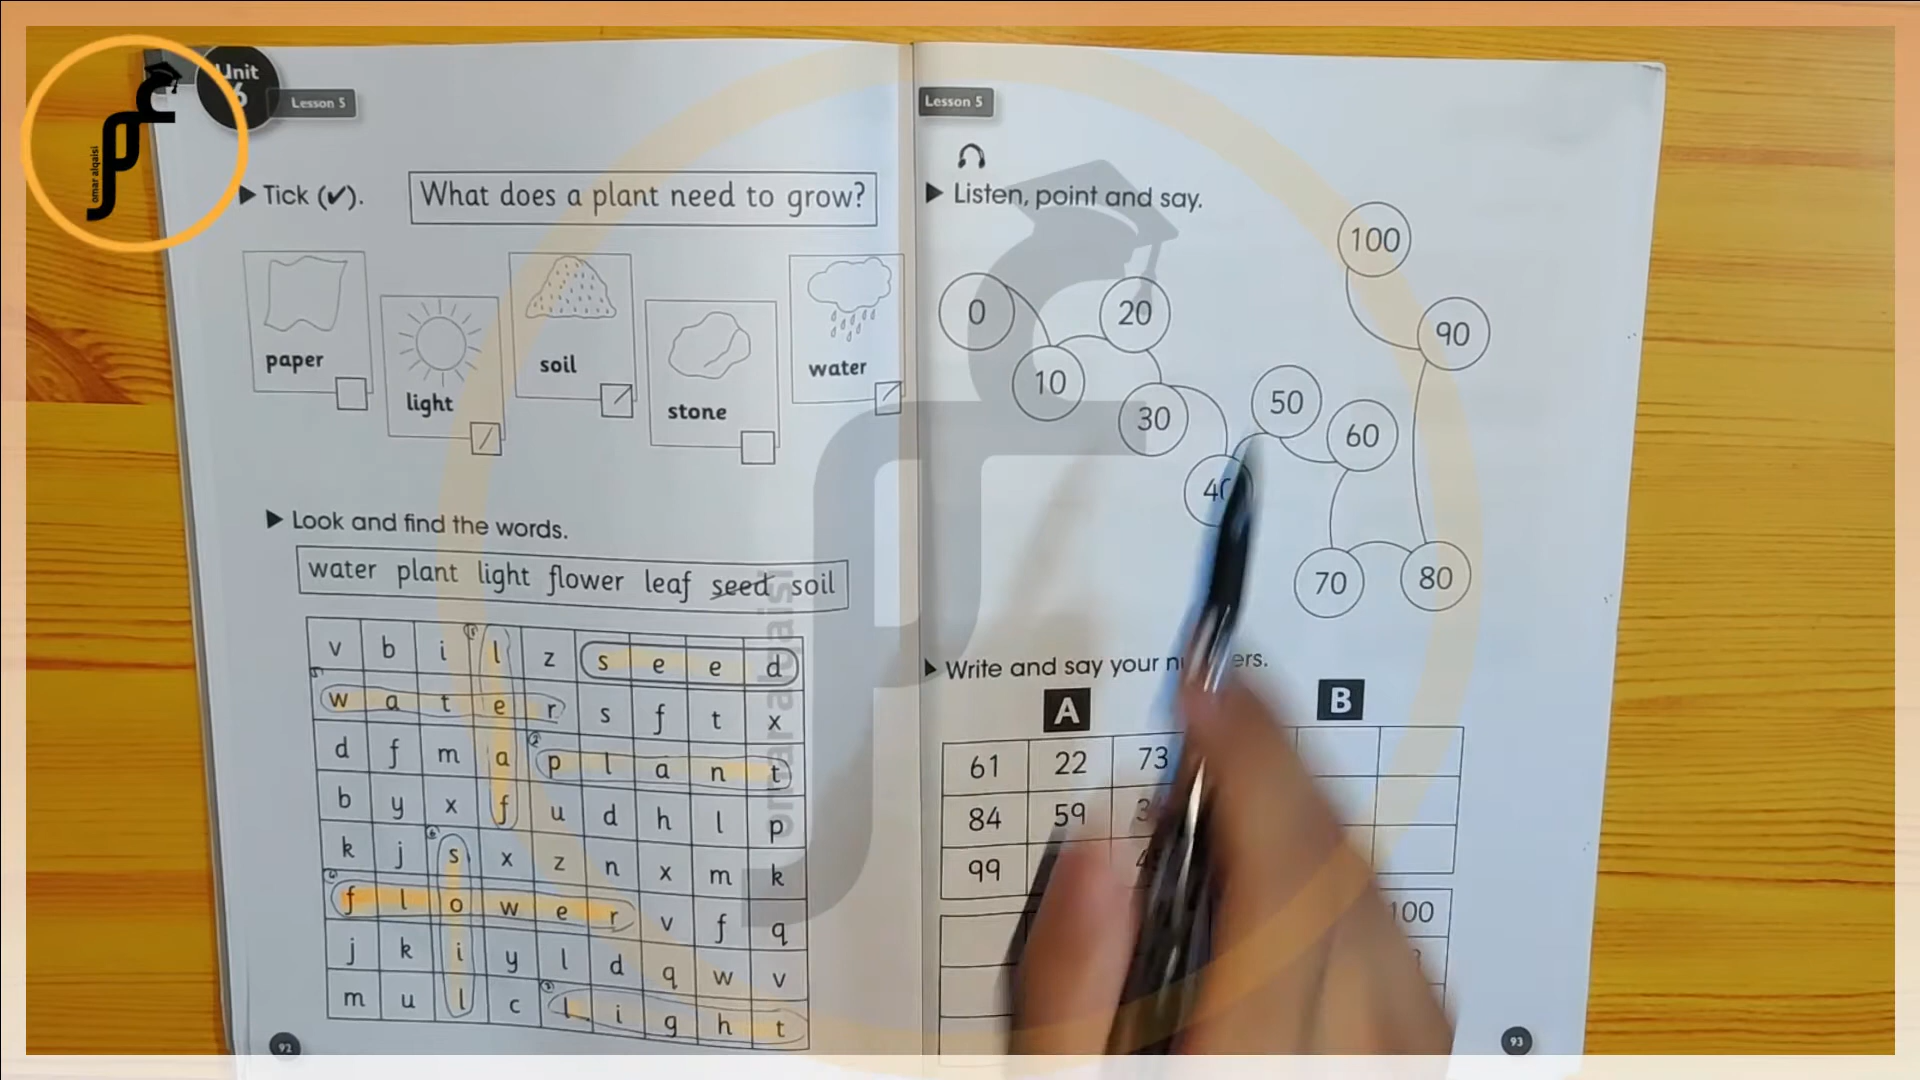 omar alqaisi
Unit
6
Lesson 5
Tick (✔).
What does a plant need to grow?
paper
light
soil
stone
water
Look and find the words.
water plant light flower leaf seed soil
v b i l z s e e d
w a t e r s f t x
d f m a p l a n t
b y x f u d h l p
k j s x z n x m k
f l o w e r v f q
j k i y l d q w v
m u l c l i g h t
92
Lesson 5
Listen, point and say.
0
10
20
30
40
50
60
70
80
90
100
Write and say your
A
B
61 22 73
84 59
99
100
93
omar alqaisi